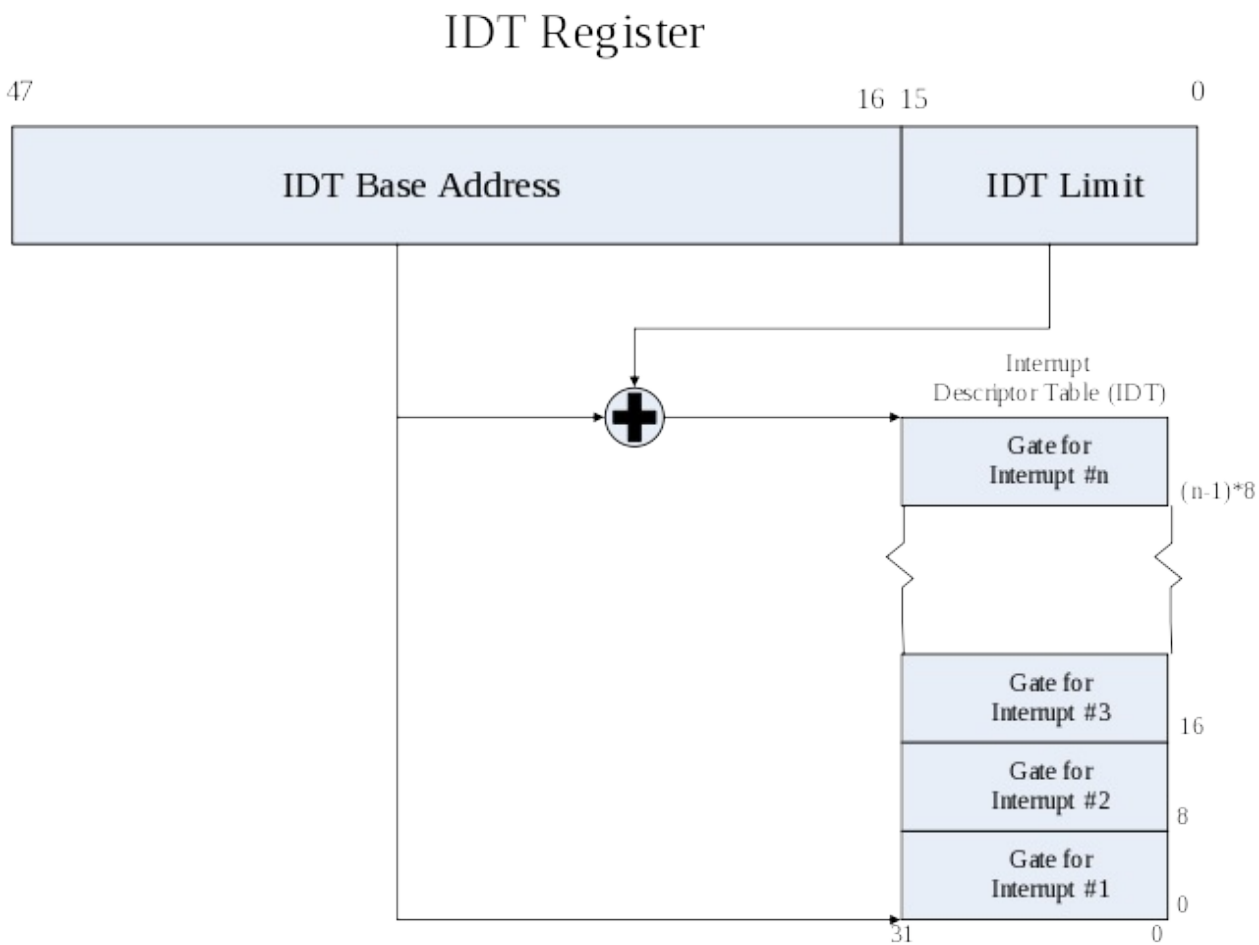 IDT Register
47
16 15
0
IDT Base Address
IDT Limit
Interrupt
Descriptor Table (IDT)
Gate for
Interrupt #n
(n-1)*8
Gate for
Interrupt #3
16
Gate for
Interrupt #2
8
Gate for
Interrupt #1
0
31
0